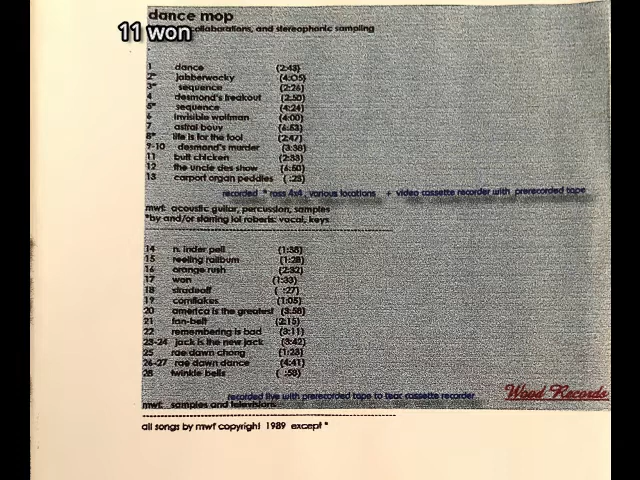 dance mop
11 won
collaborations, and stereophonic sampling
1 dance (2:43)
2* jabberwocky (4:05)
3* sequence (2:26)
4 desmond's freakout (2:50)
5* sequence (4:24)
6 invisible wolfman (4:00)
7 astral bouy (6:53)
8* life is for the fool (2:47)
9-10 desmond's murder (3:38)
11 butt chicken (2:33)
12 the uncle des show (6:50)
13 carport organ peddles ( :25)
recorded * ross 4x4, various locations + video cassette recorder with prerecorded tape
mwf: acoustic guitar, percussion, samples
*by and/or starring lol roberts: vocal, keys
14 n. linder pell (1:38)
15 reeling railbum (1:28)
16 orange rush (2:32)
17 won (1:33)
18 stradeoff ( :27)
19 cornflakes (1:05)
20 america is the greatest (3:58)
21 fan-belt (2:15)
22 remembering is bad (3:11)
23-24 jack is the new jack (3:42)
25 rae dawn chong (1:23)
26-27 rae dawn dance (4:41)
28 twinkle bells ( :58)
recorded live with prerecorded tape to tear cassette recorder
Wood Records
mwf: samples and televisions
all songs by mwf copyright 1989 except *